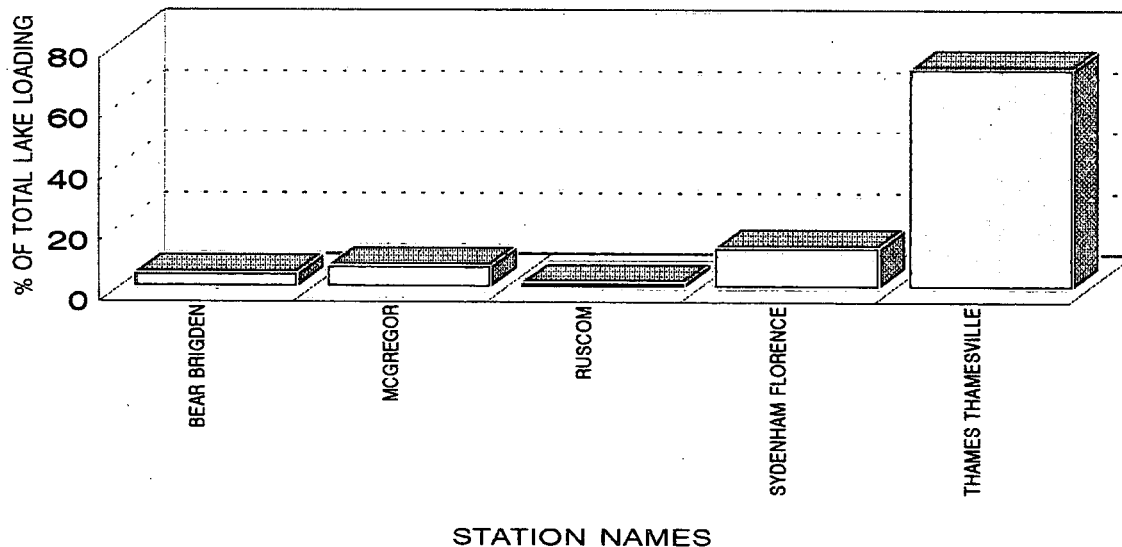 % OF TOTAL LAKE LOADING
80
60
40
20
0
BEAR BRIGDEN
MCGREGOR
RUSCOM
SYDENHAM FLORENCE
THAMES THAMESVILLE
STATION NAMES